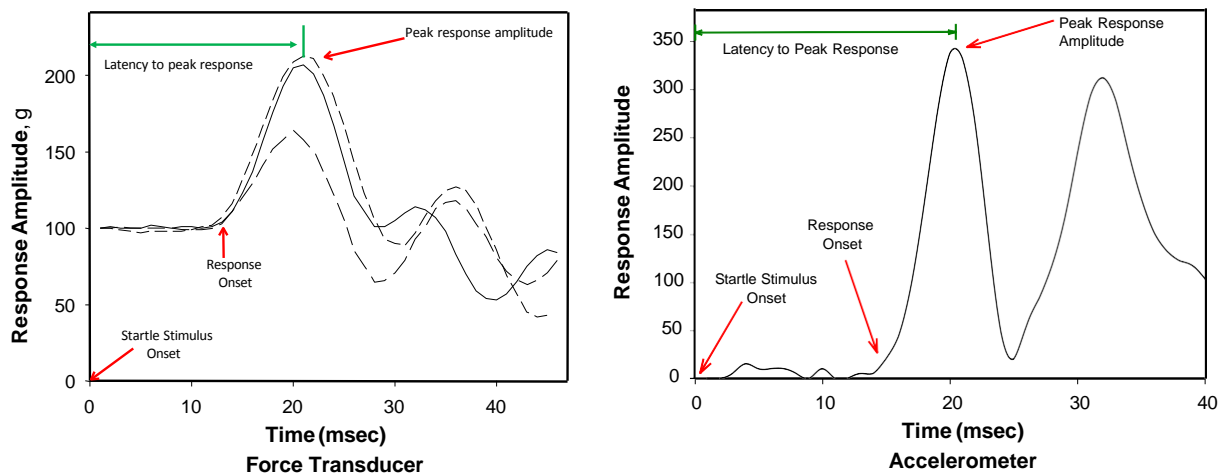 Response Amplitude, g
200
150
100
50
0
Latency to peak response
Peak response amplitude
Response
Onset
Startle Stimulus
Onset
0
20
40
Time (msec)
Force Transducer
Response Amplitude
350
300
250
200
150
100
50
0
Latency to Peak Response
Peak Response
Amplitude
Response
Onset
Startle Stimulus
Onset
0
10
20
30
40
Time (msec)
Accelerometer